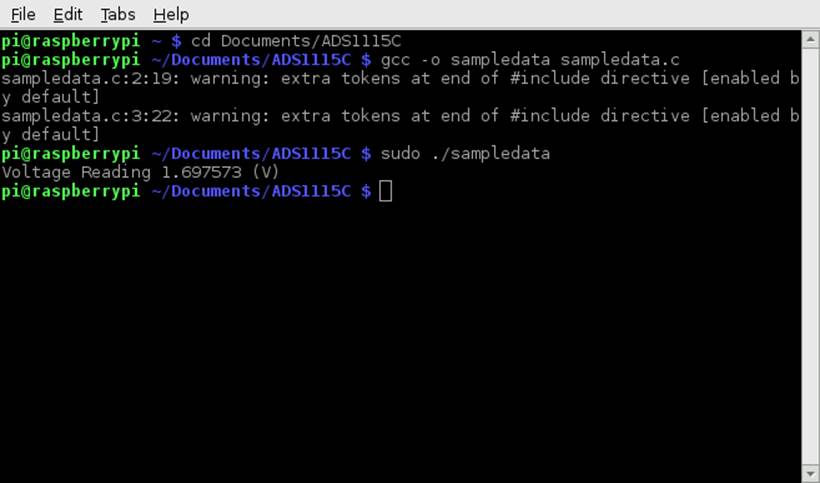 File Edit Tabs Help
pi@raspberrypi ~ $ cd Documents/ADS1115C
pi@raspberrypi ~/Documents/ADS1115C $ gcc -o sampledata sampledata.c
sampledata.c:2:19: warning: extra tokens at end of #include directive [enabled b
y default]
sampledata.c:3:22: warning: extra tokens at end of #include directive [enabled b
y default]
pi@raspberrypi ~/Documents/ADS1115C $ sudo ./sampledata
Voltage Reading 1.697573 (V)
pi@raspberrypi ~/Documents/ADS1115C $